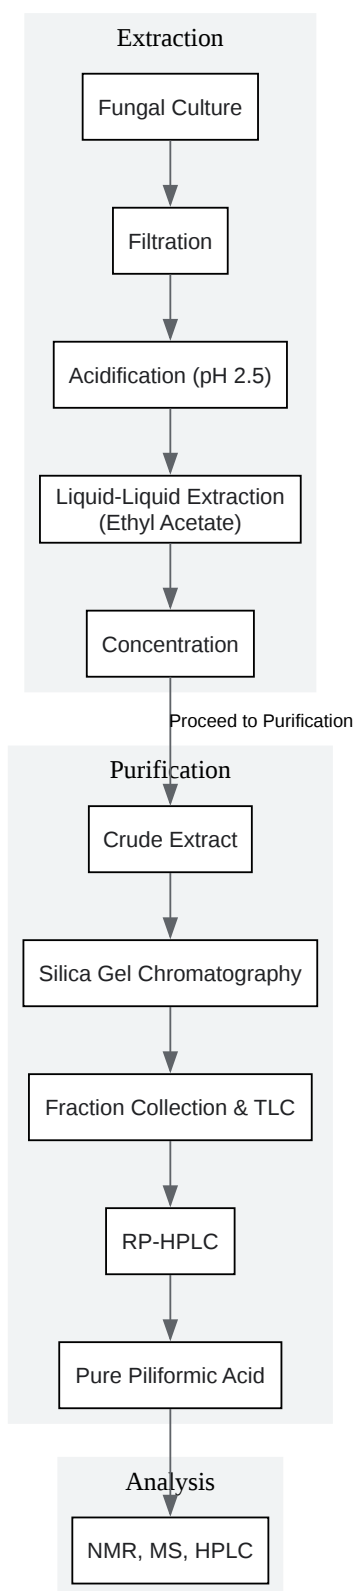 Extraction
Fungal Culture
Filtration
Acidification (pH 2.5)
Liquid-Liquid Extraction
(Ethyl Acetate)
Concentration
Proceed to Purification
Purification
Crude Extract
Silica Gel Chromatography
Fraction Collection & TLC
RP-HPLC
Pure Piliformic Acid
Analysis
NMR, MS, HPLC